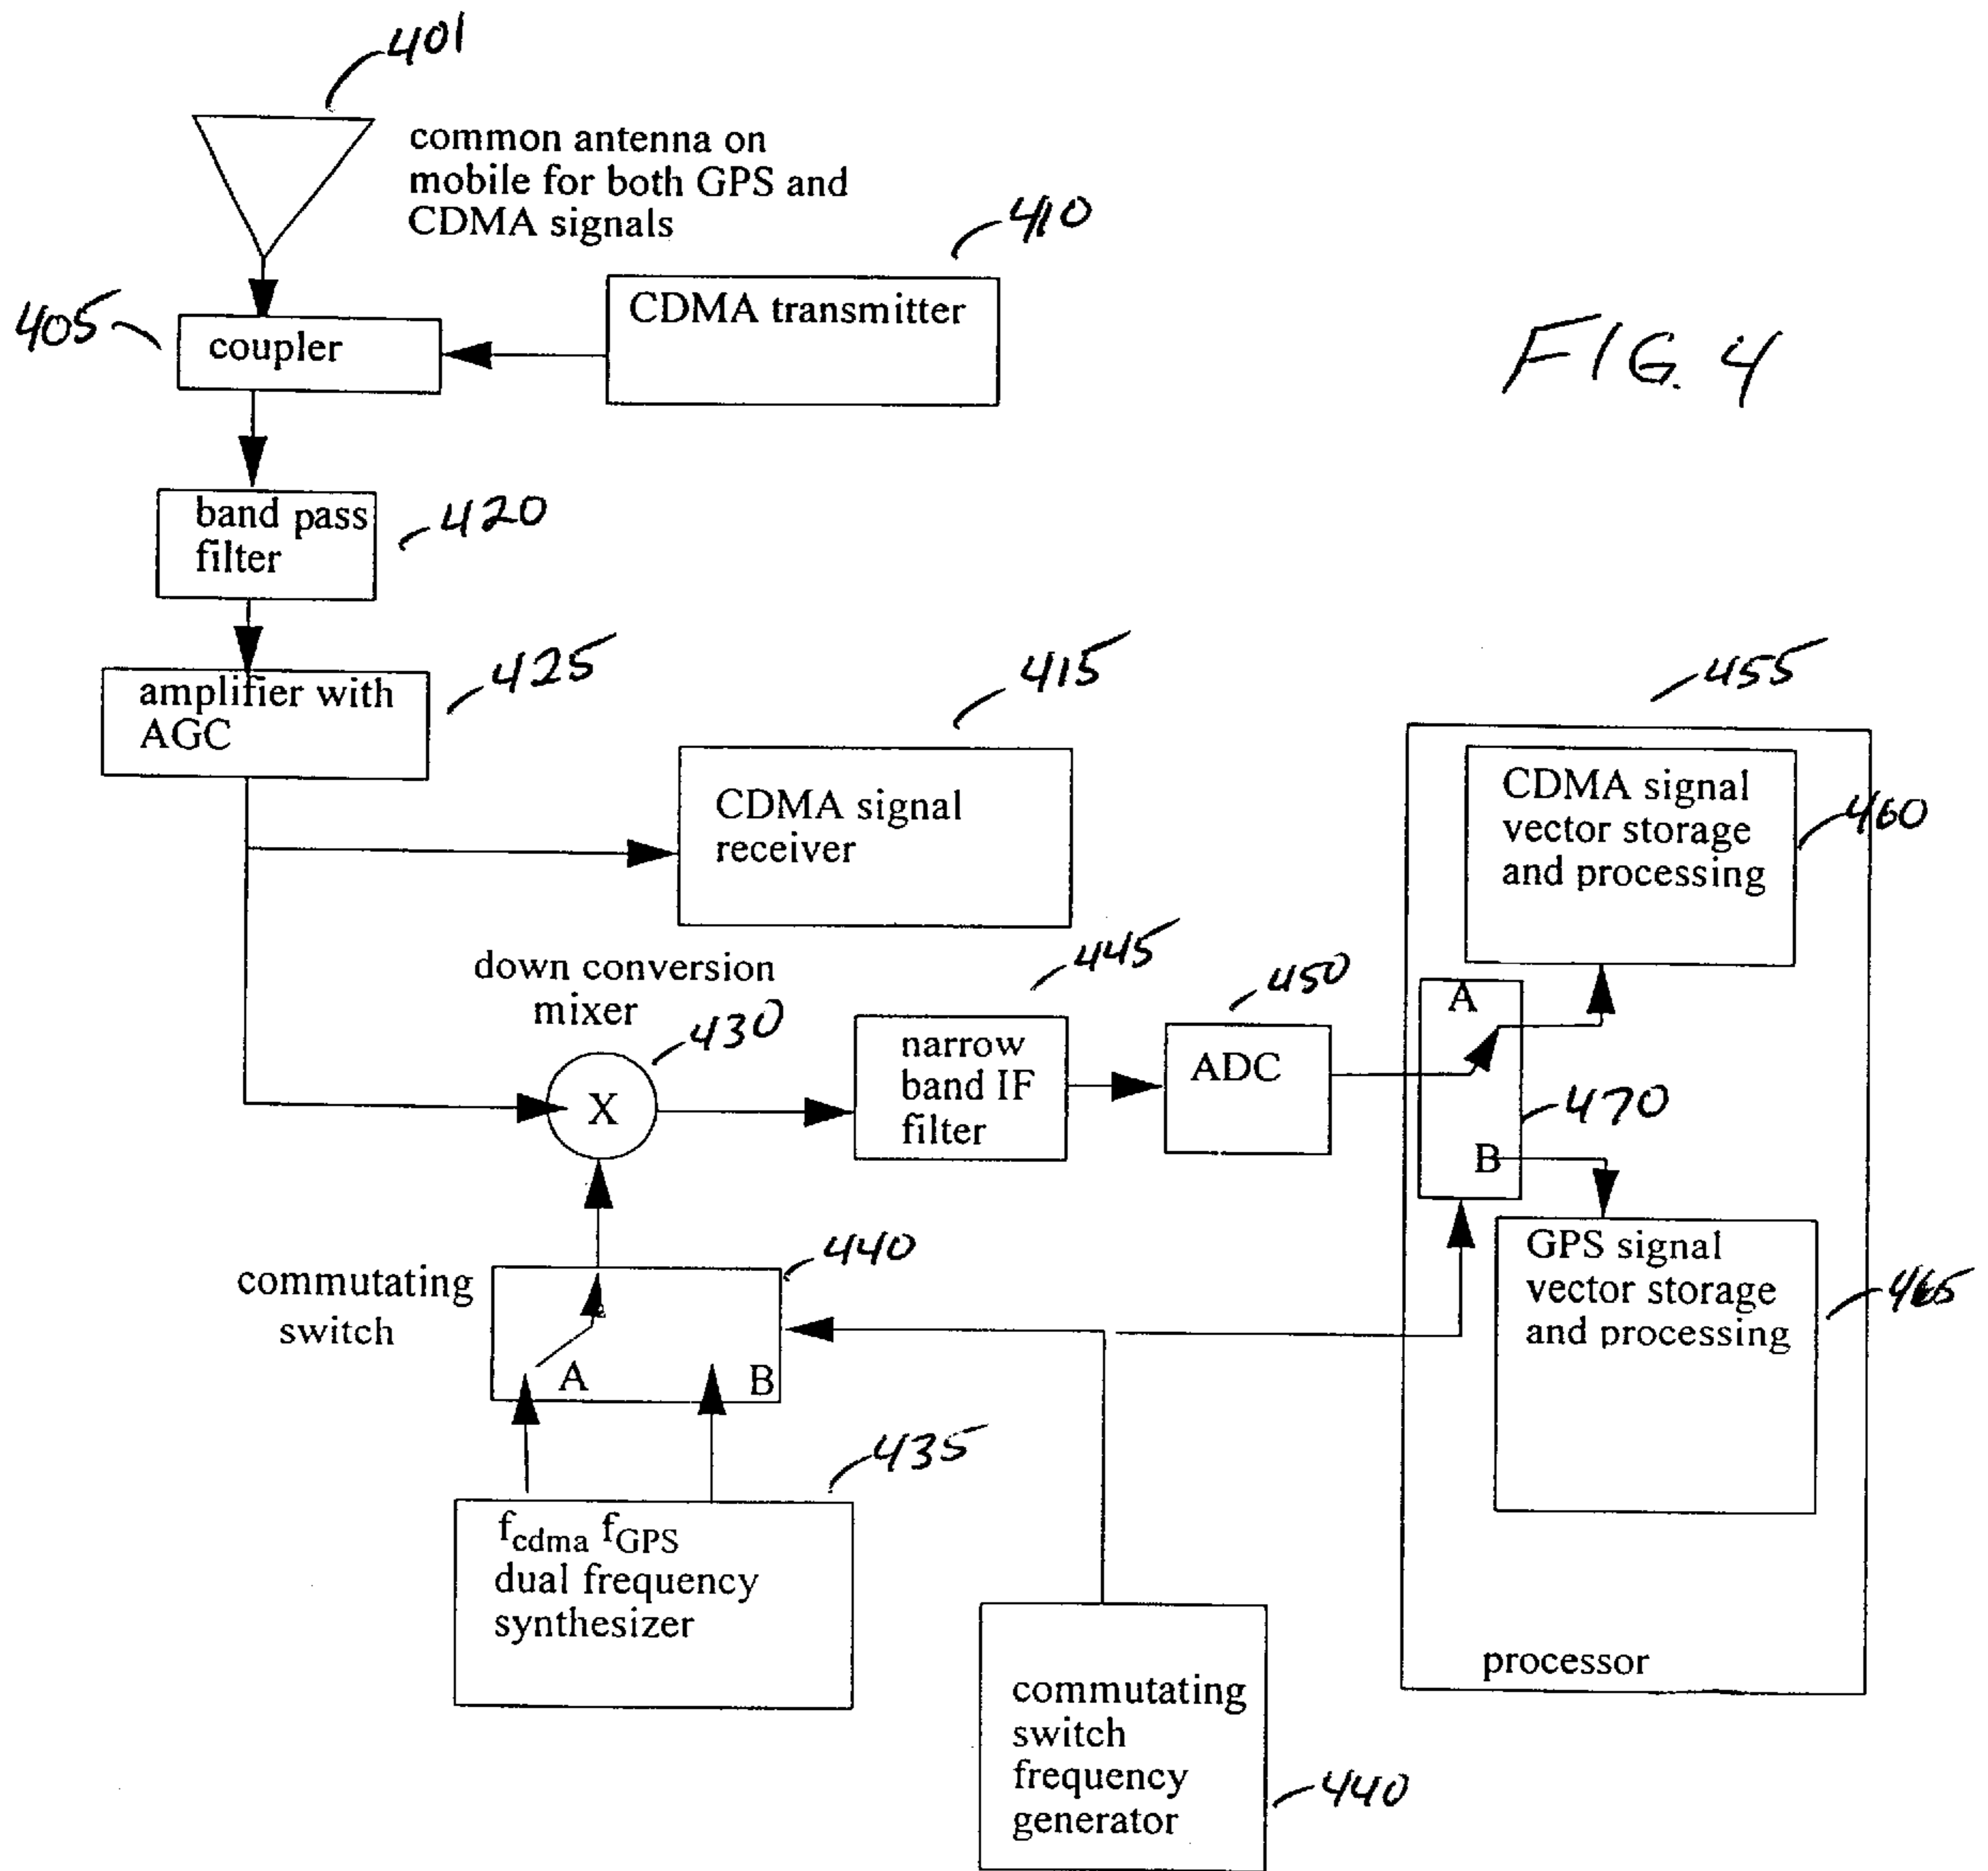 401
common antenna on
mobile for both GPS and
CDMA signals
410
CDMA transmitter
405
coupler
FIG. 4
band pass
filter
420
amplifier with
AGC
425
415
CDMA signal
receiver
455
CDMA signal
vector storage
and processing
460
down conversion
mixer
430
X
445
narrow
band IF
filter
450
ADC
A
B
470
GPS signal
vector storage
and processing
465
commutating
switch
440
A
B
435
fcdma fGPS
dual frequency
synthesizer
commutating
switch
frequency
generator
440
processor